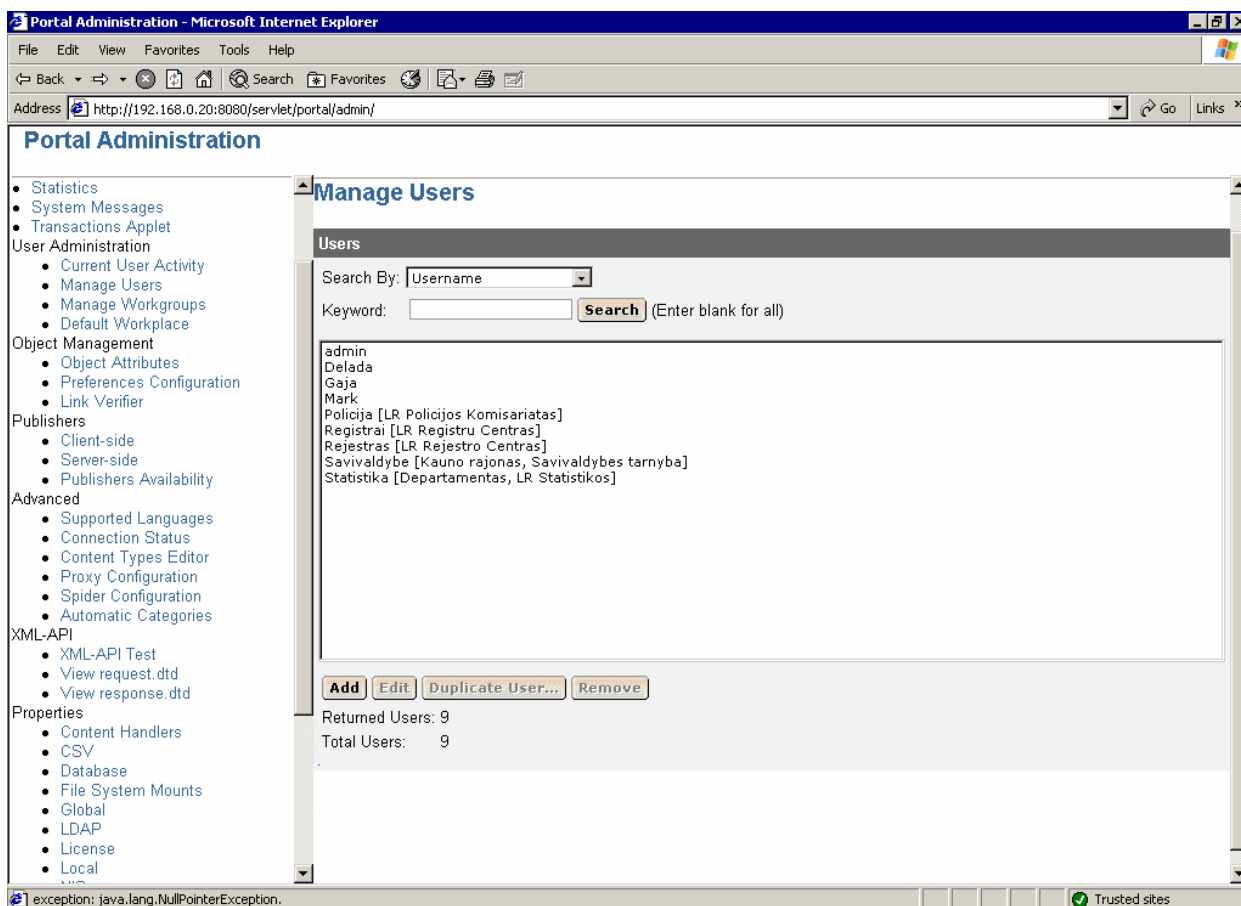 Portal Administration - Microsoft Internet Explorer
File Edit View Favorites Tools Help
Back Search Favorites
Address http://192.168.0.20:8080/servlet/portal/admin/ Go Links
Portal Administration
Statistics
System Messages
Transactions Applet
User Administration
Current User Activity
Manage Users
Manage Workgroups
Default Workplace
Object Management
Object Attributes
Preferences Configuration
Link Verifier
Publishers
Client-side
Server-side
Publishers Availability
Advanced
Supported Languages
Connection Status
Content Types Editor
Proxy Configuration
Spider Configuration
Automatic Categories
XML-API
XML-API Test
View request.dtd
View response.dtd
Properties
Content Handlers
CSV
Database
File System Mounts
Global
LDAP
License
Local
Manage Users
Users
Search By: Username
Keyword: Search (Enter blank for all)
admin
Delada
Gaja
Mark
Policija [LR Policijos Komisariatas]
Registrai [LR Registru Centras]
Rejestras [LR Rejestro Centras]
Savivaldybe [Kauno rajonas, Savivaldybes tarnyba]
Statistika [Departamentas, LR Statistikos]
Add Edit Duplicate User... Remove
Returned Users: 9
Total Users: 9
exception: java.lang.NullPointerException. Trusted sites